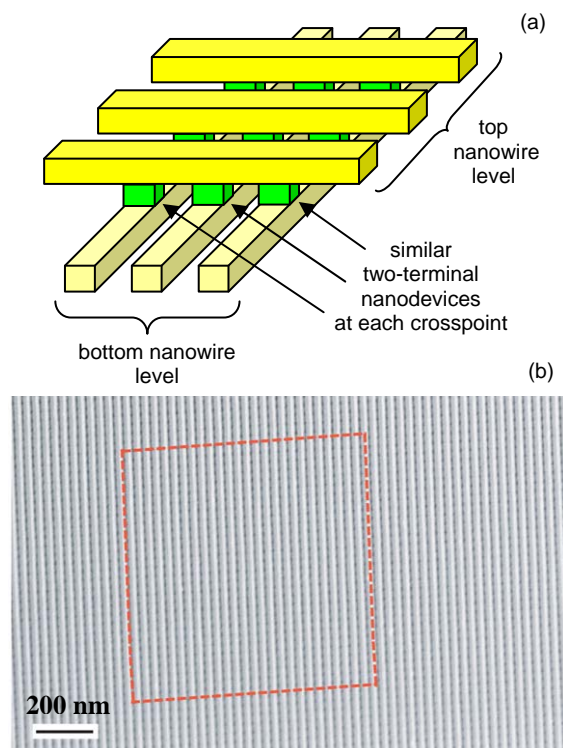 (a)
top
nanowire
level
similar
two-terminal
nanodevices
at each crosspoint
bottom nanowire
level
(b)
200 nm